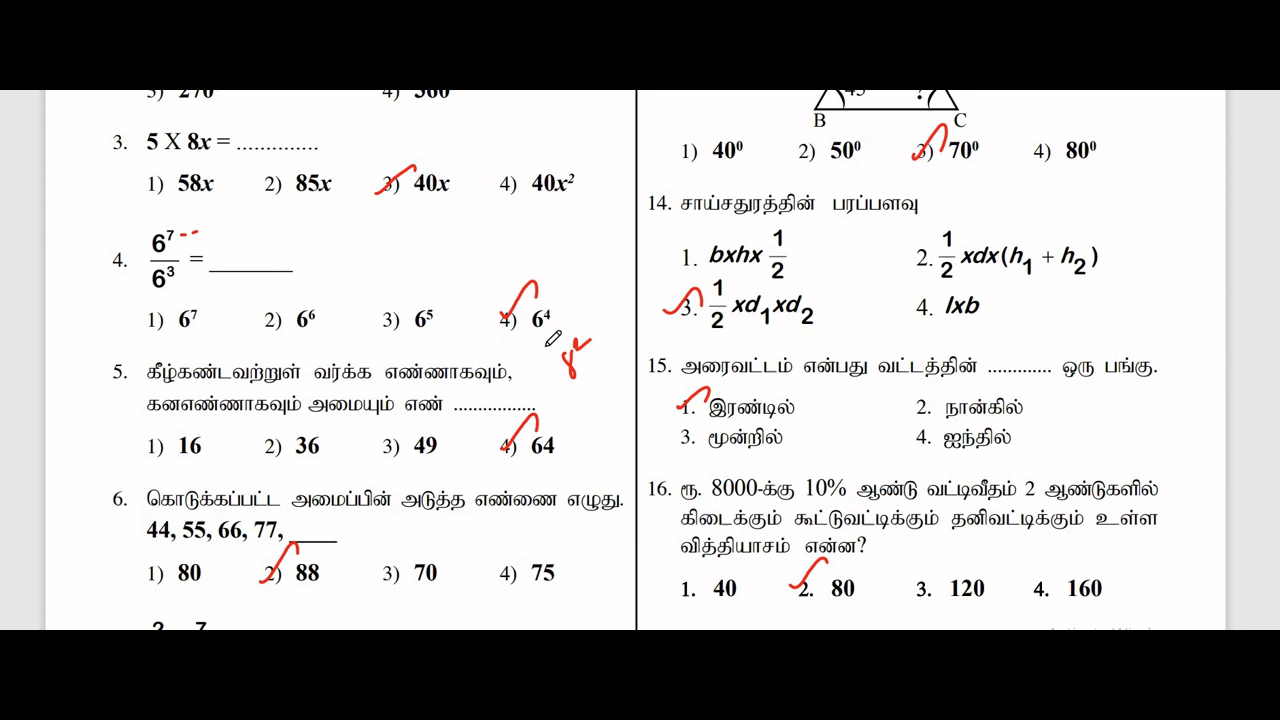 3) 270 4) 360
3. 5 X 8x = ..............
1) 58x 2) 85x 3) 40x 4) 40x²
4. 6⁷/6³ = ________
1) 6⁷ 2) 6⁶ 3) 6⁵ 4) 6⁴
8²
5. கீழ்கண்டவற்றுள் வர்க்க எண்ணாகவும்,
கனஎண்ணாகவும் அமையும் எண் .................
1) 16 2) 36 3) 49 4) 64
6. கொடுக்கப்பட்ட அமைப்பின் அடுத்த எண்ணை எழுது.
44, 55, 66, 77, ____
1) 80 2) 88 3) 70 4) 75
45 ?
B C
1) 40⁰ 2) 50⁰ 3) 70⁰ 4) 80⁰
14. சாய்சதுரத்தின் பரப்பளவு
1. bxhx 1/2 2. 1/2 xdx(h₁ + h₂)
3. 1/2 xd₁xd₂ 4. lxb
15. அரைவட்டம் என்பது வட்டத்தின் ............. ஒரு பங்கு.
1. இரண்டில் 2. நான்கில்
3. மூன்றில் 4. ஐந்தில்
16. ரூ. 8000-க்கு 10% ஆண்டு வட்டிவீதம் 2 ஆண்டுகளில்
கிடைக்கும் கூட்டுவட்டிக்கும் தனிவட்டிக்கும் உள்ள
வித்தியாசம் என்ன?
1. 40 2. 80 3. 120 4. 160